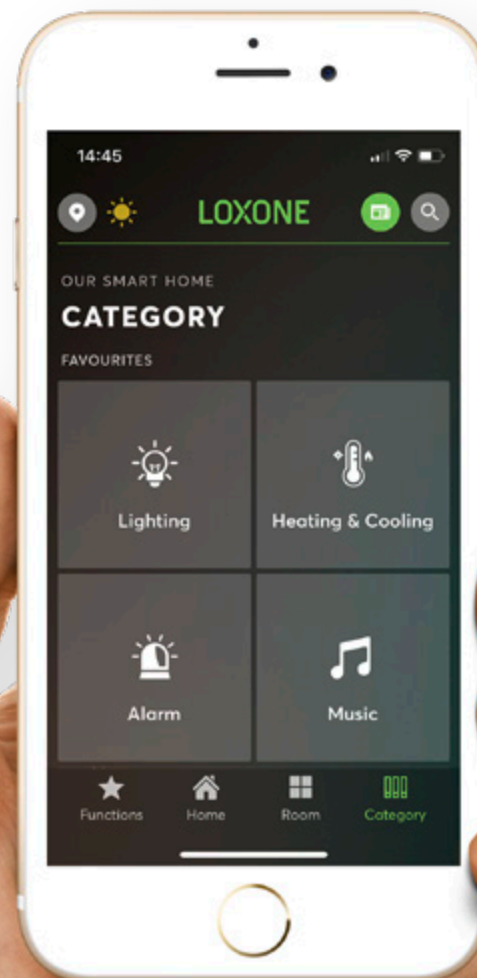 14:45
LOXONE
OUR SMART HOME
CATEGORY
FAVOURITES
Lighting
Heating & Cooling
Alarm
Music
Functions
Home
Room
Category